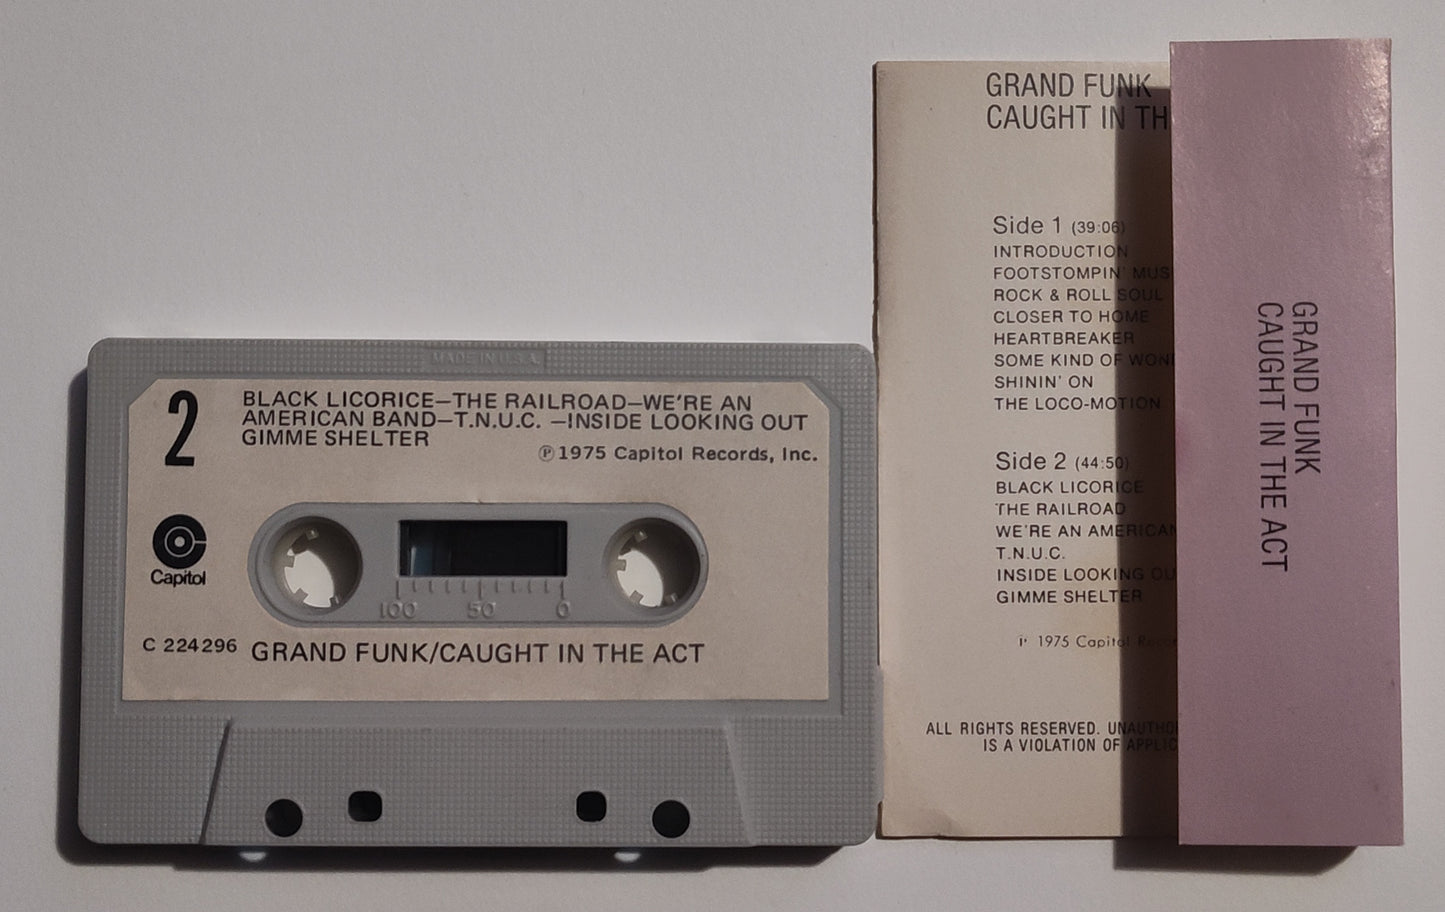 MADE IN U.S.A.
2
BLACK LICORICE—THE RAILROAD—WE'RE AN
AMERICAN BAND—T.N.U.C. —INSIDE LOOKING OUT
GIMME SHELTER
℗1975 Capitol Records, Inc.
Capitol
100 50 0
C 224296
GRAND FUNK/CAUGHT IN THE ACT
GRAND FUNK
CAUGHT IN TH
Side 1 (39:06)
INTRODUCTION
FOOTSTOMPIN' MUS
ROCK & ROLL SOUL
CLOSER TO HOME
HEARTBREAKER
SOME KIND OF WON
SHININ' ON
THE LOCO-MOTION
Side 2 (44:50)
BLACK LICORICE
THE RAILROAD
WE'RE AN AMERICAN
T.N.U.C.
INSIDE LOOKING OU
GIMME SHELTER
℗ 1975 Capitol Recor
ALL RIGHTS RESERVED. UNAUTHO
IS A VIOLATION OF APPLIC
GRAND FUNK
CAUGHT IN THE ACT